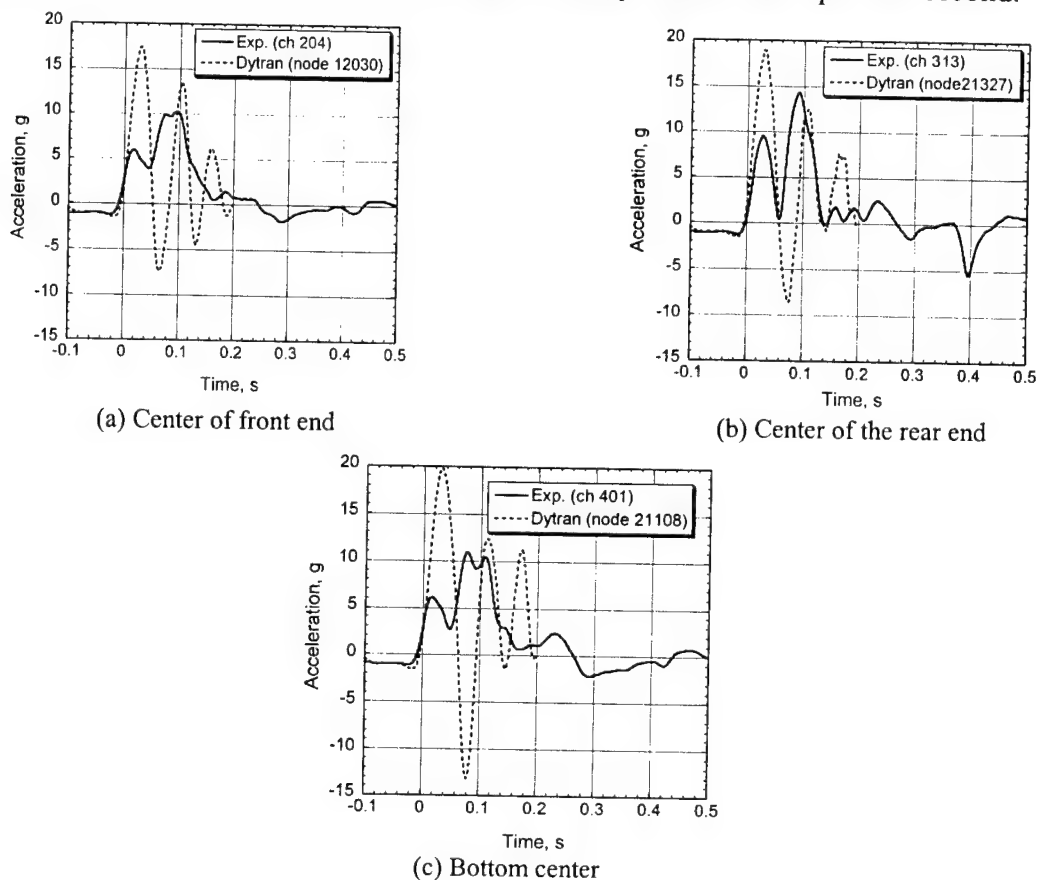 Exp. (ch 204)
Dytran (node 12030)
Acceleration, g
20
15
10
5
0
-5
-10
-15
-0.1 0 0.1 0.2 0.3 0.4 0.5
Time, s
(a) Center of front end
Exp. (ch 313)
Dytran (node21327)
Acceleration, g
20
15
10
5
0
-5
-10
-15
-0.1 0 0.1 0.2 0.3 0.4 0.5
Time, s
(b) Center of the rear end
Exp. (ch 401)
Dytran (node 21108)
Acceleration, g
20
15
10
5
0
-5
-10
-15
-0.1 0 0.1 0.2 0.3 0.4 0.5
Time, s
(c) Bottom center